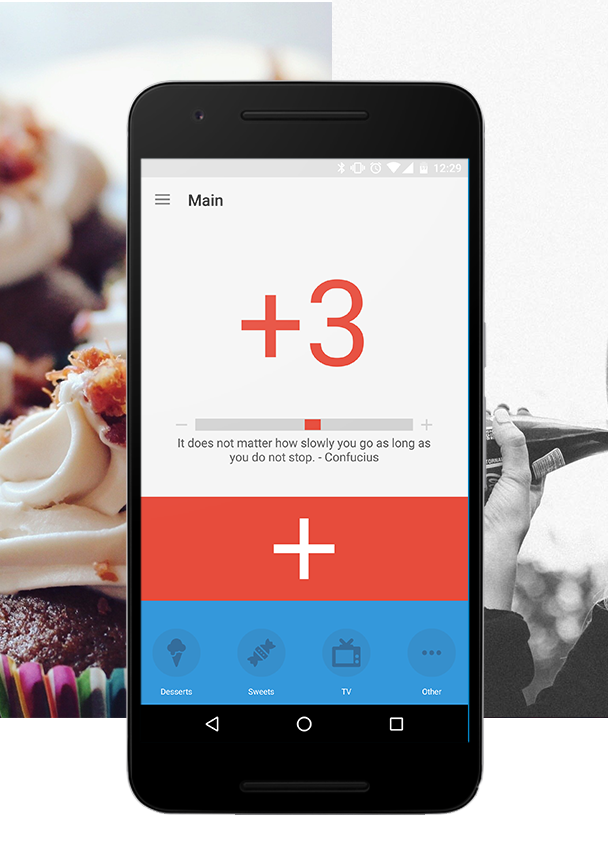 12:29
Main
+3
It does not matter how slowly you go as long as
you do not stop. - Confucius
Desserts
Sweets
TV
Other